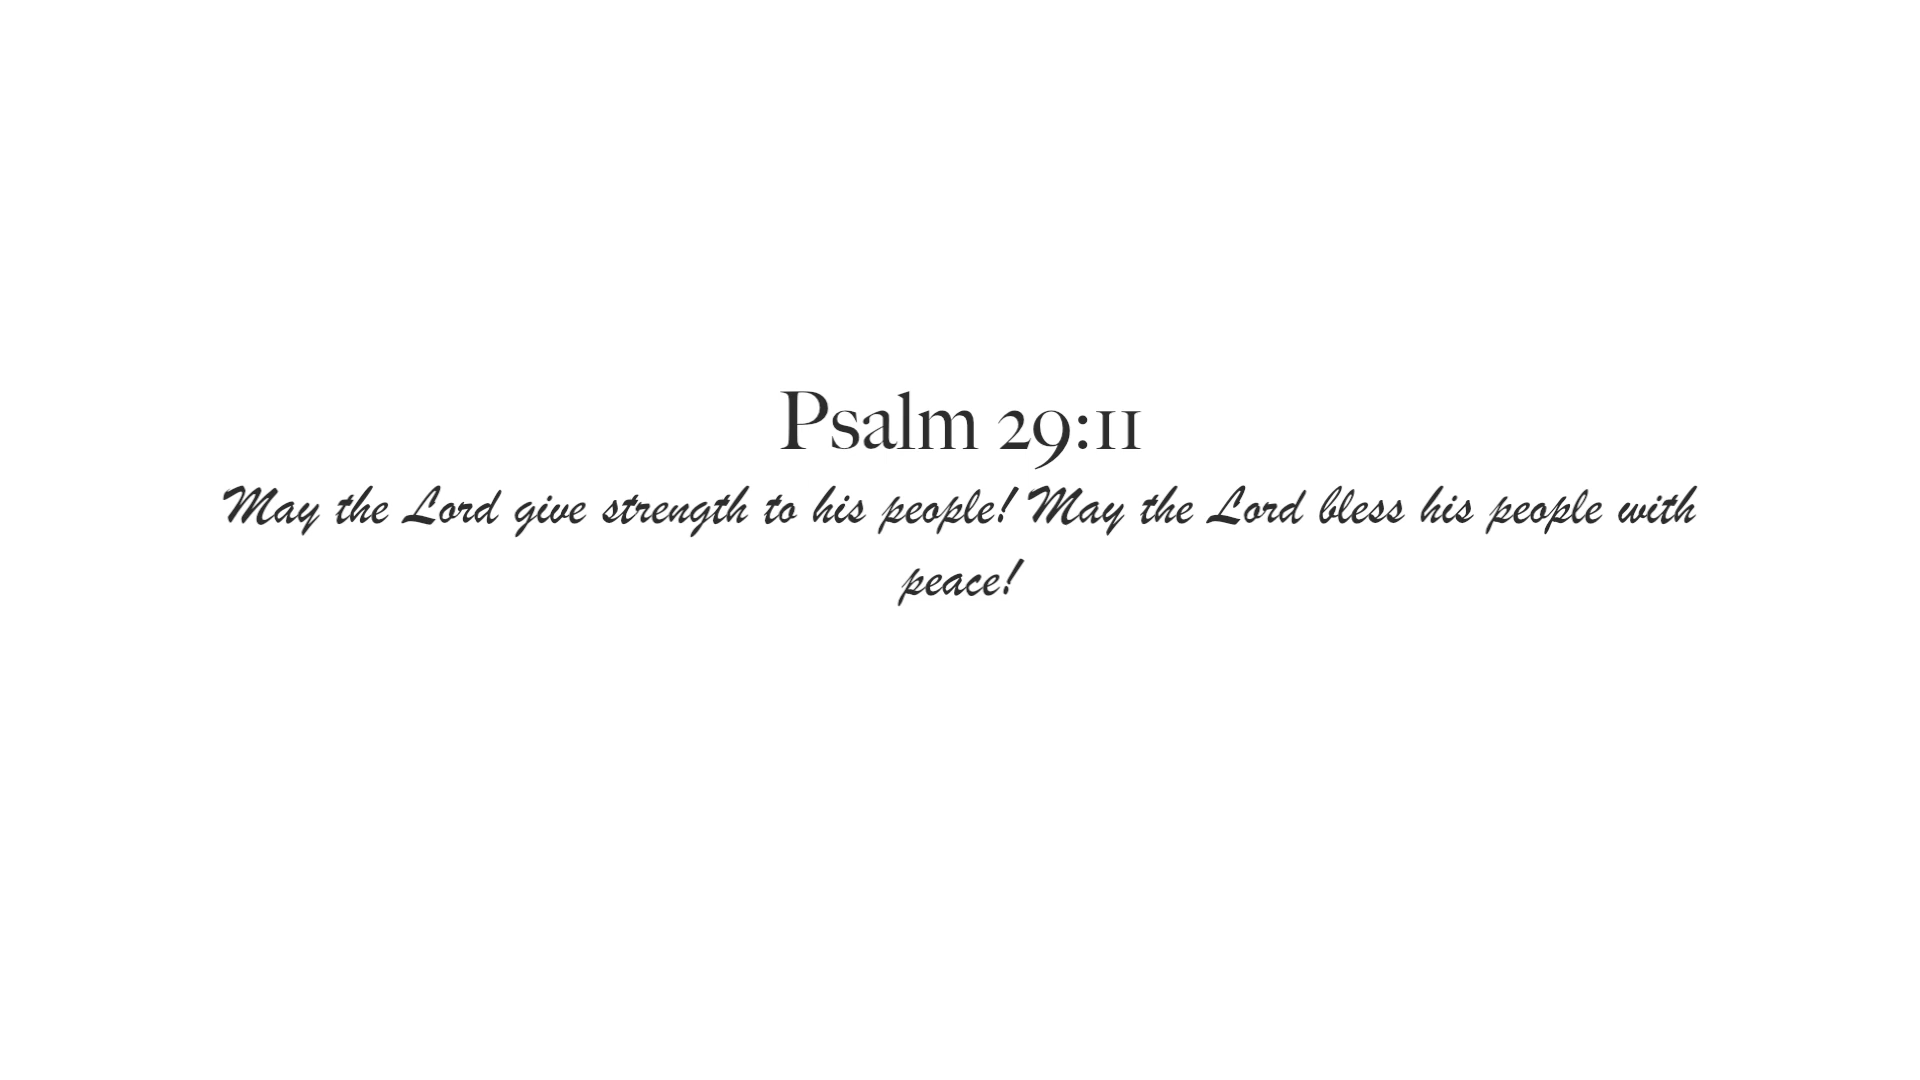 Psalm 29:11
May the Lord give strength to his people! May the Lord bless his people with
peace!